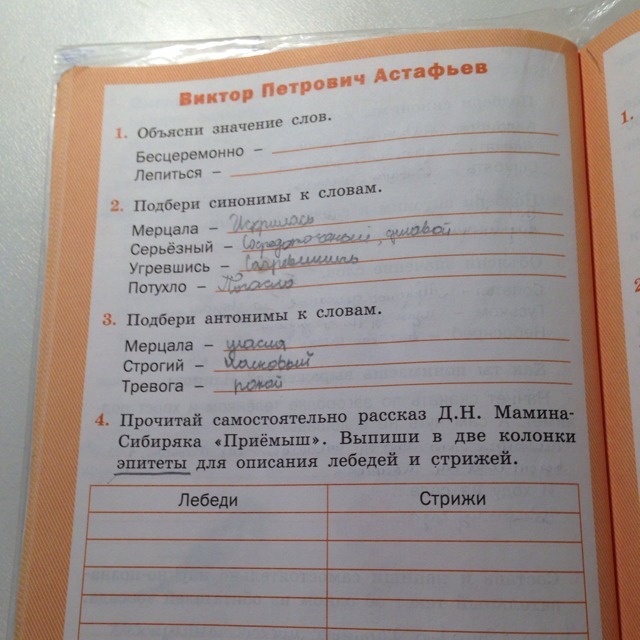 Виктор Петрович Астафьев
1. Объясни значение слов.
Бесцеремонно –
Лепиться –
2. Подбери синонимы к словам.
Мерцала – Искрилась
Серьёзный – Сосредоточенный, деловой
Угревшись – Согревшись
Потухло – Погасло
3. Подбери антонимы к словам.
Мерцала –
Строгий – Ласковый
Тревога – покой
4. Прочитай самостоятельно рассказ Д.Н. Мамина-
Сибиряка «Приёмыш». Выпиши в две колонки
эпитеты для описания лебедей и стрижей.
Лебеди Стрижи
1.
2